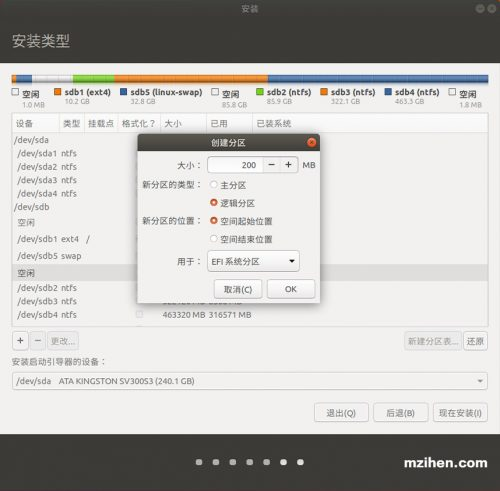 安装
安装类型
空闲 sdb1 (ext4) sdb5 (linux-swap) 空闲 sdb2 (ntfs) sdb3 (ntfs) sdb4 (ntfs) 空闲
1.0 MB 10.2 GB 32.8 GB 85.8 GB 85.9 GB 322.1 GB 463.3 GB 1.8 MB
设备 类型 挂载点 格式化？ 大小 已用 已装系统
/dev/sda
/dev/sda1 ntfs
/dev/sda2 ntfs
/dev/sda3 ntfs
/dev/sda4 ntfs
/dev/sdb
空闲
/dev/sdb1 ext4 /
/dev/sdb5 swap
空闲
/dev/sdb2 ntfs
/dev/sdb3 ntfs
/dev/sdb4 ntfs 463320 MB 316571 MB
创建分区
大小： 200 − + MB
新分区的类型： 主分区
逻辑分区
新分区的位置： 空间起始位置
空间结束位置
用于： EFI 系统分区
取消(C) OK
+ − 更改... 新建分区表... 还原
安装启动引导器的设备：
/dev/sda ATA KINGSTON SV300S3 (240.1 GB)
退出(Q) 后退(B) 现在安装(I)
mzihen.com